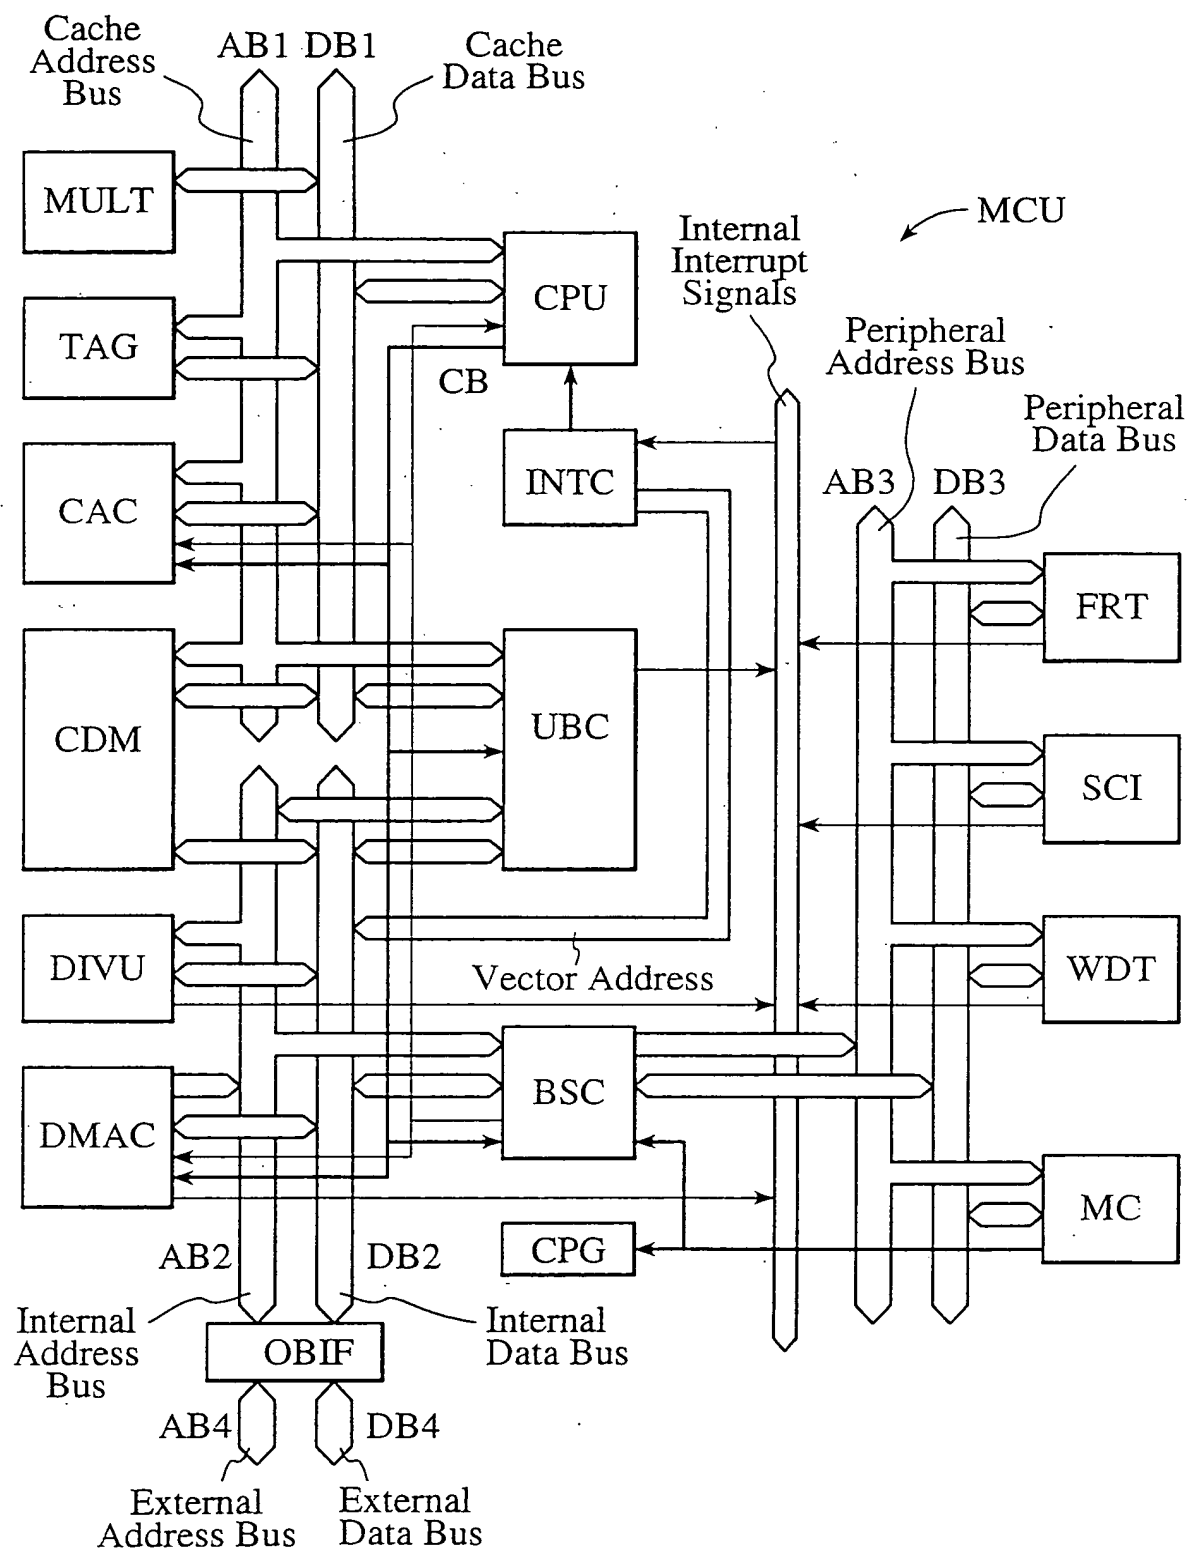 Cache
Address
Bus
AB1
DB1
Cache
Data Bus
MULT
TAG
CAC
CDM
DIVU
DMAC
CPU
CB
INTC
UBC
Vector Address
BSC
CPG
Internal
Interrupt
Signals
MCU
Peripheral
Address Bus
Peripheral
Data Bus
AB3
DB3
FRT
SCI
WDT
MC
AB2
DB2
Internal
Address
Bus
Internal
Data Bus
OBIF
AB4
DB4
External
Address Bus
External
Data Bus